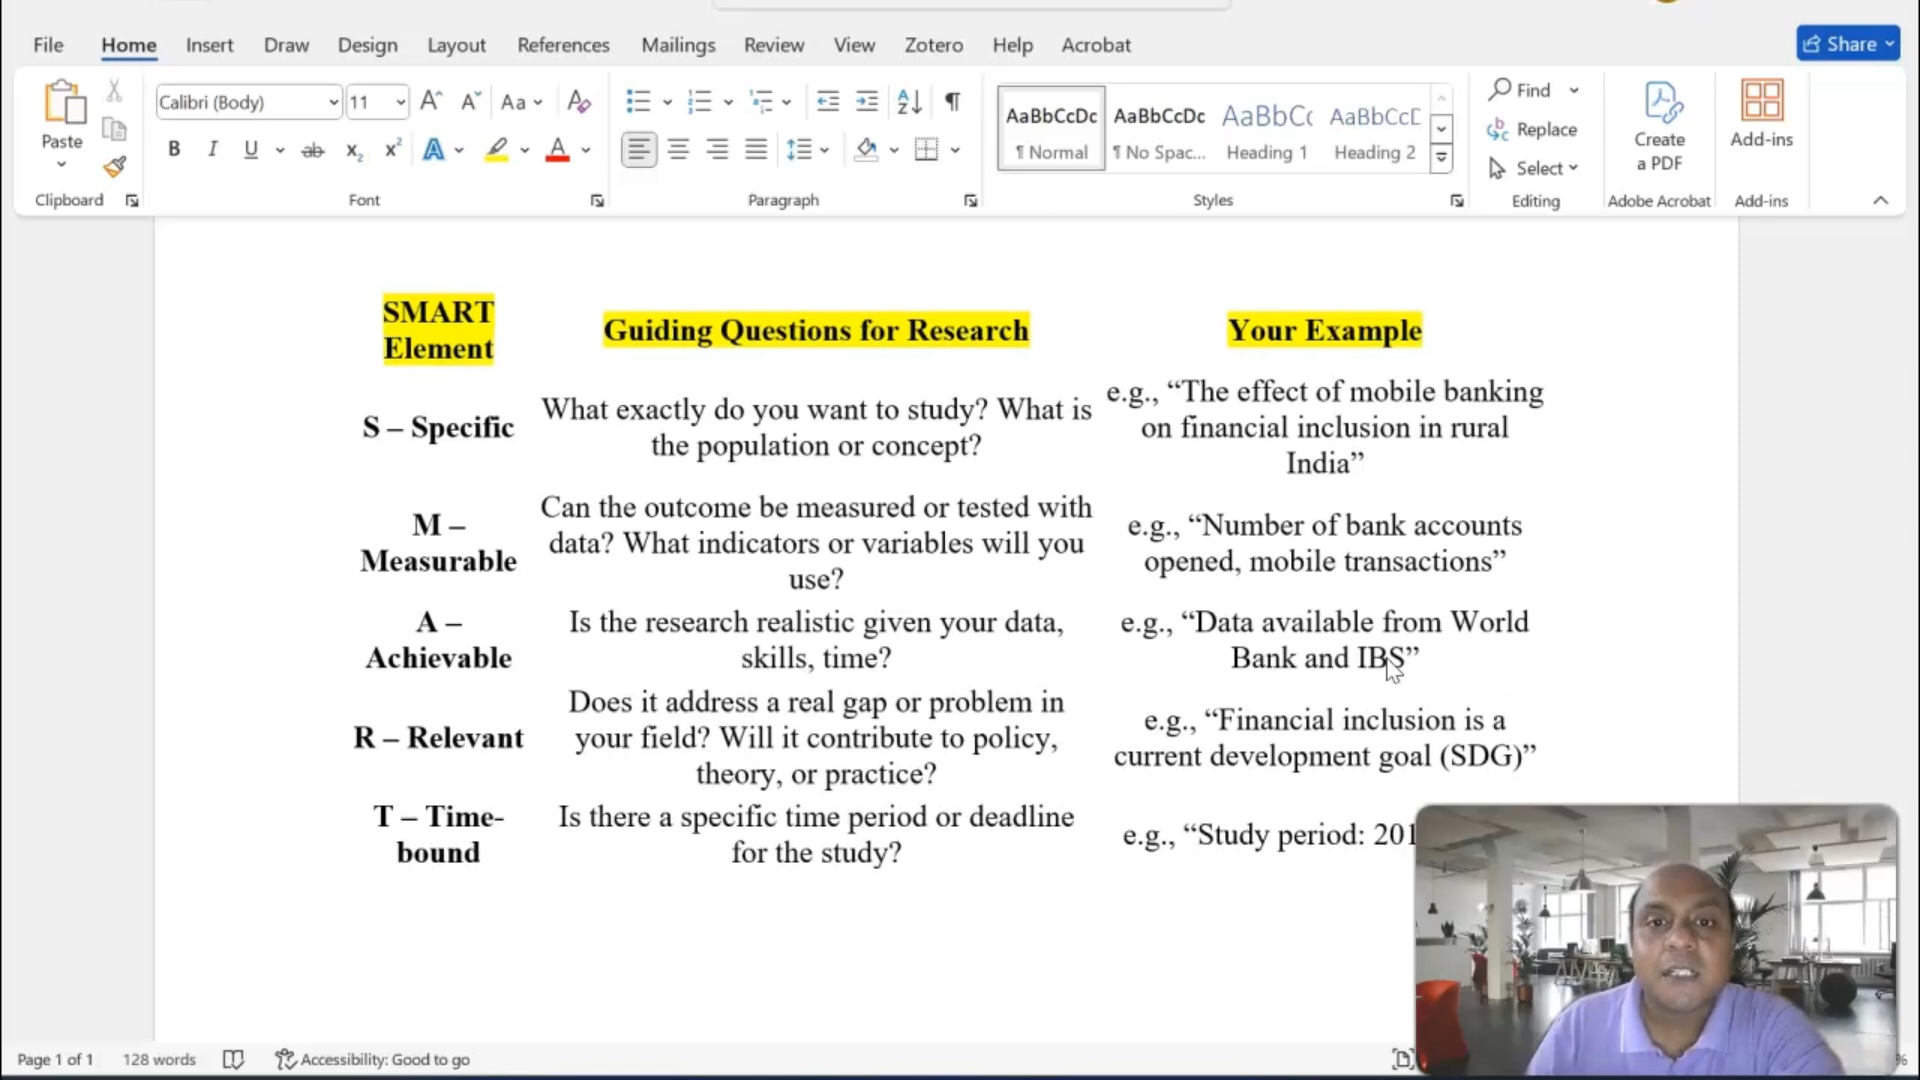 File Home Insert Draw Design Layout References Mailings Review View Zotero Help Acrobat Share
Calibri (Body) 11 Aa
Paste
B I U ab x2 x2 A A
Clipboard Font Paragraph Styles Editing Adobe Acrobat Add-ins
AaBbCcDc AaBbCcDc AaBbCc AaBbCcD
¶ Normal ¶ No Spac... Heading 1 Heading 2
Find
Replace
Select
Create
a PDF
Add-ins
SMART
Element
Guiding Questions for Research
Your Example
S – Specific
What exactly do you want to study? What is
the population or concept?
e.g., “The effect of mobile banking
on financial inclusion in rural
India”
M –
Measurable
Can the outcome be measured or tested with
data? What indicators or variables will you
use?
e.g., “Number of bank accounts
opened, mobile transactions”
A –
Achievable
Is the research realistic given your data,
skills, time?
e.g., “Data available from World
Bank and IBS”
R – Relevant
Does it address a real gap or problem in
your field? Will it contribute to policy,
theory, or practice?
e.g., “Financial inclusion is a
current development goal (SDG)”
T – Time-
bound
Is there a specific time period or deadline
for the study?
e.g., “Study period: 201
Page 1 of 1 128 words Accessibility: Good to go %